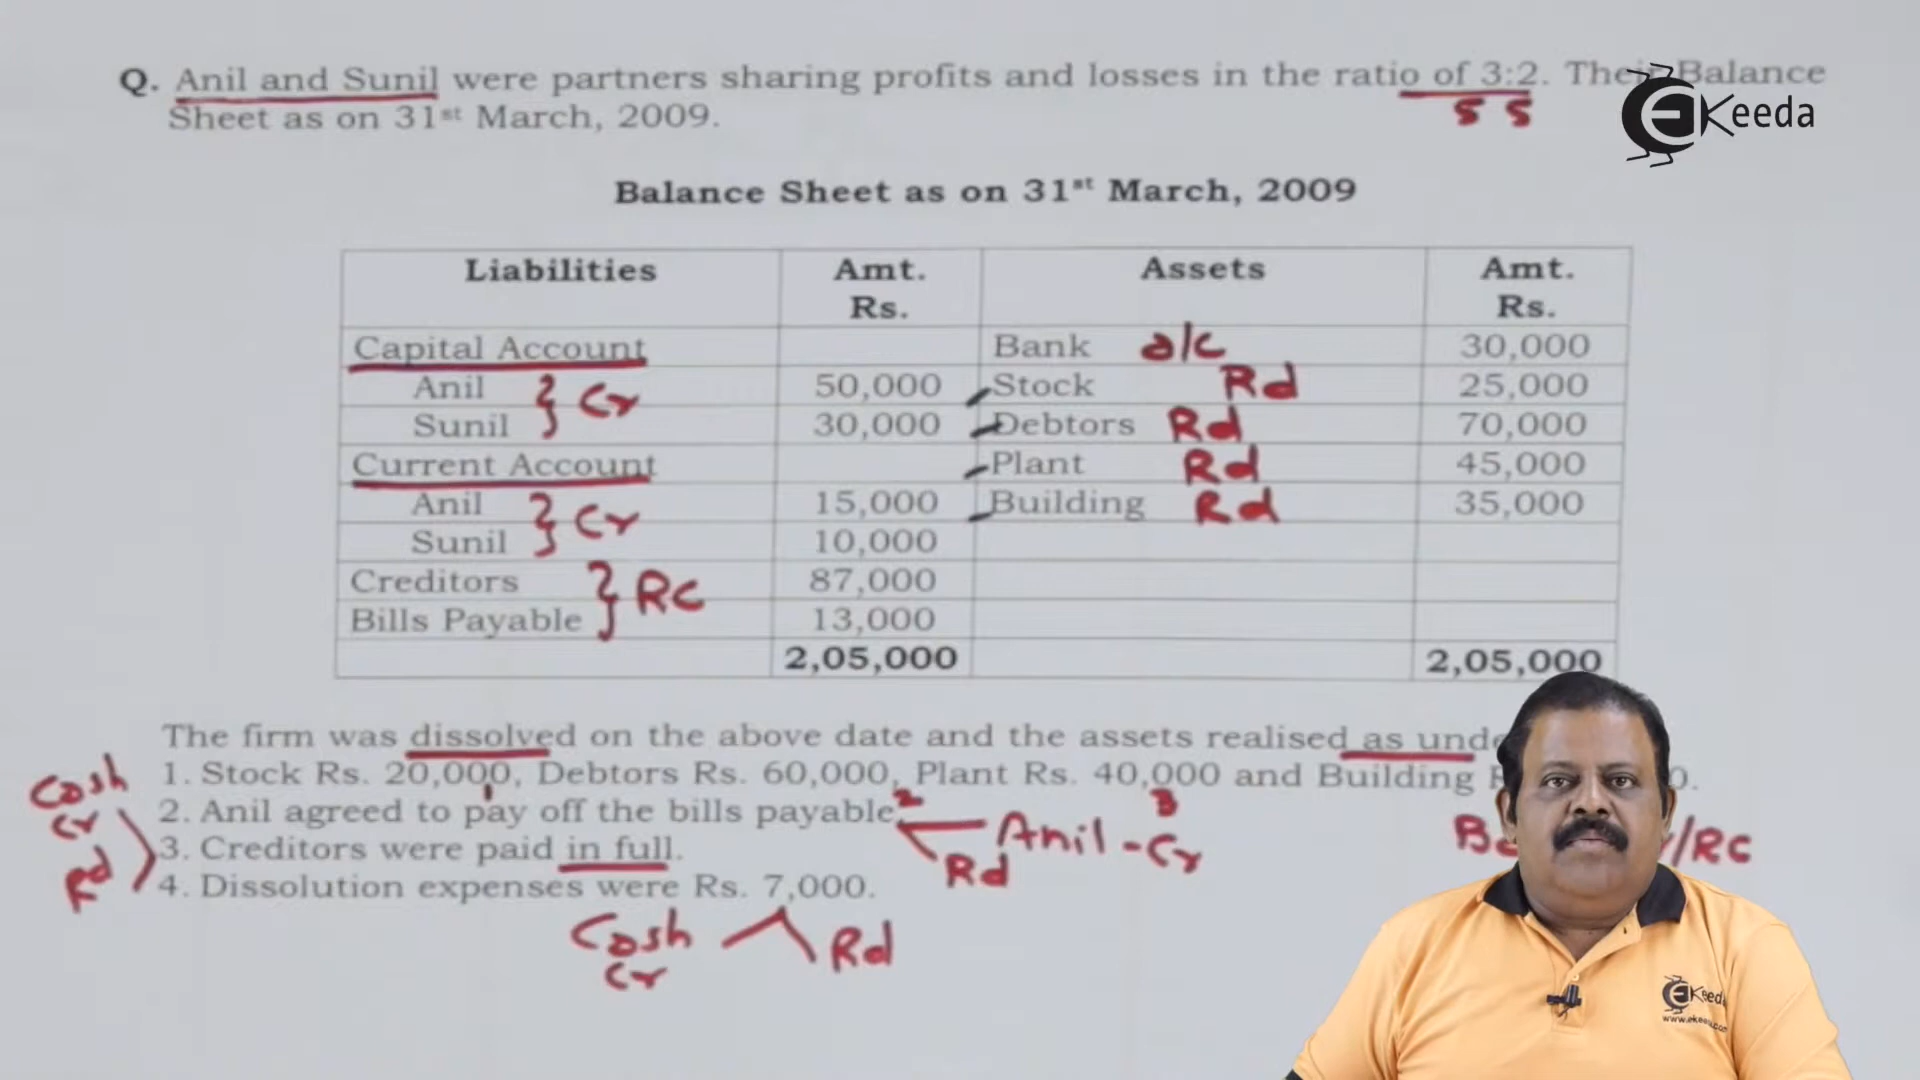 Q. Anil and Sunil were partners sharing profits and losses in the ratio of 3:2. Their Balance
Sheet as on 31st March, 2009.
5 5
Keeda
Balance Sheet as on 31st March, 2009
Liabilities Amt. Rs. Assets Amt. Rs.
Capital Account Bank a/c 30,000
Anil 50,000 Stock Rd 25,000
Cr
Sunil 30,000 Debtors Rd 70,000
Current Account Plant Rd 45,000
Anil 15,000 Building Rd 35,000
Cr
Sunil 10,000
Creditors 87,000
RC
Bills Payable 13,000
2,05,000 2,05,000
The firm was dissolved on the above date and the assets realised as
1. Stock Rs. 20,000, Debtors Rs. 60,000, Plant Rs. 40,000 and Building
2. Anil agreed to pay off the bills payable
3. Creditors were paid in full.
4. Dissolution expenses were Rs. 7,000.
Cash
Cr
Rd
1
2
3
Anil - Cr
Rd
/RC
Cash
Cr
Rd
Keeda